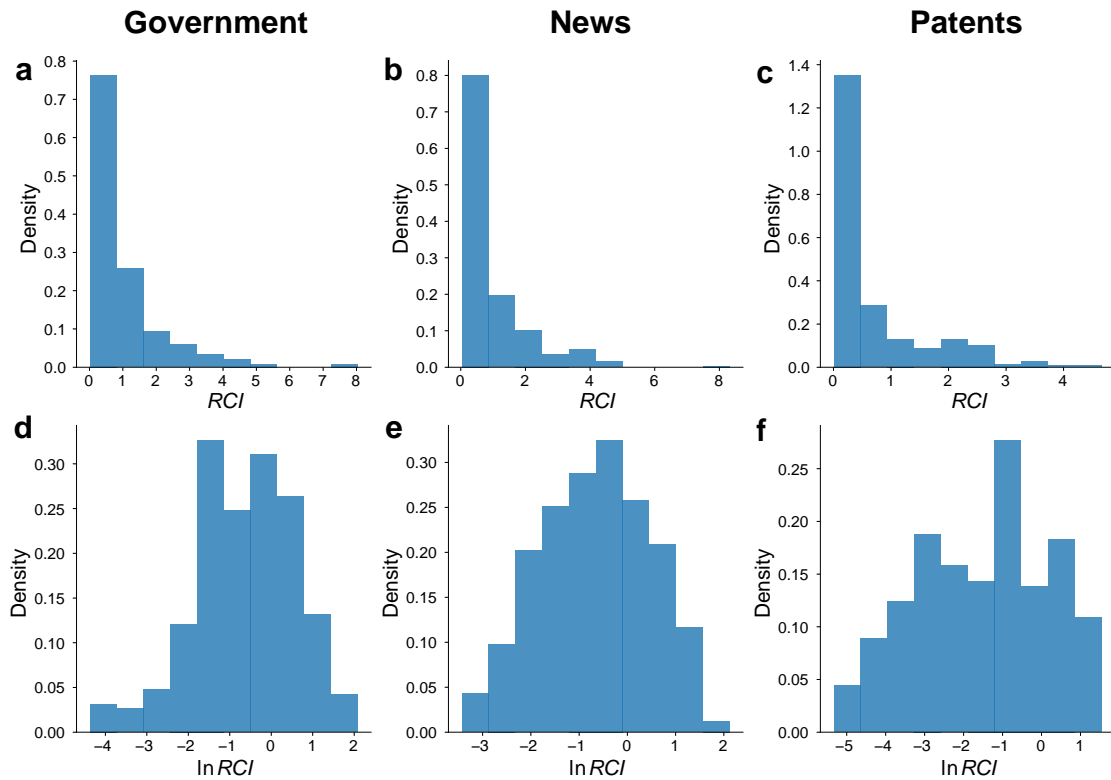 Government
News
Patents
a
0.8
0.7
0.6
0.5
0.4
0.3
0.2
0.1
0.0
Density
0 1 2 3 4 5 6 7 8
RCI
b
0.8
0.7
0.6
0.5
0.4
0.3
0.2
0.1
0.0
Density
0 2 4 6 8
RCI
c
1.4
1.2
1.0
0.8
0.6
0.4
0.2
0.0
Density
0 1 2 3 4
RCI
d
0.30
0.25
0.20
0.15
0.10
0.05
0.00
Density
−4 −3 −2 −1 0 1 2
ln RCI
e
0.30
0.25
0.20
0.15
0.10
0.05
0.00
Density
−3 −2 −1 0 1 2
ln RCI
f
0.25
0.20
0.15
0.10
0.05
0.00
Density
−5 −4 −3 −2 −1 0 1
ln RCI